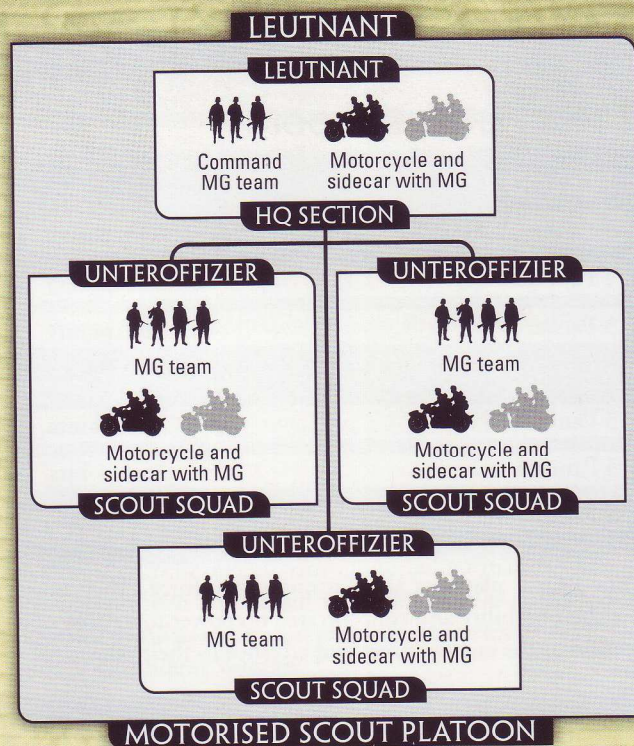 LEUTNANT
LEUTNANT
Command
MG team
Motorcycle and
sidecar with MG
HQ SECTION
UNTEROFFIZIER
MG team
Motorcycle and
sidecar with MG
SCOUT SQUAD
UNTEROFFIZIER
MG team
Motorcycle and
sidecar with MG
SCOUT SQUAD
UNTEROFFIZIER
MG team
Motorcycle and
sidecar with MG
SCOUT SQUAD
MOTORISED SCOUT PLATOON